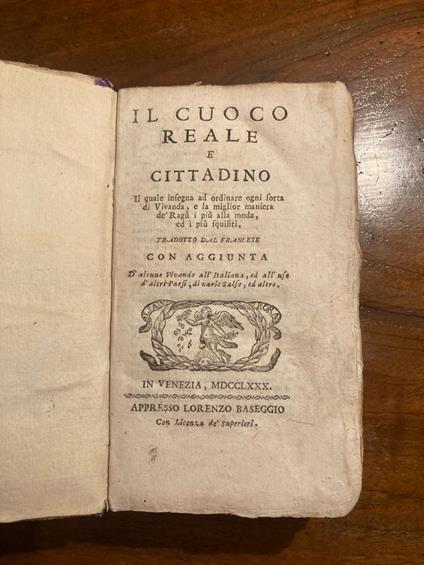 IL CUOCO
REALE
E
CITTADINO
Il quale inſegna ad ordinare ogni ſorta
di Vivanda, e la miglior maniera
de' Ragù i più alla moda,
ed i più ſquiſiti,
TRADOTTO DAL FRANCESE
CON AGGIUNTA
D'alcune Vivande all'Italiana, ed all'uſo
d'altri Paeſi, di varie Salſe, ed altro.
IN VENEZIA, MDCCLXXX.
APPRESSO LORENZO BASEGGIO
Con Licenza de' Superiori.